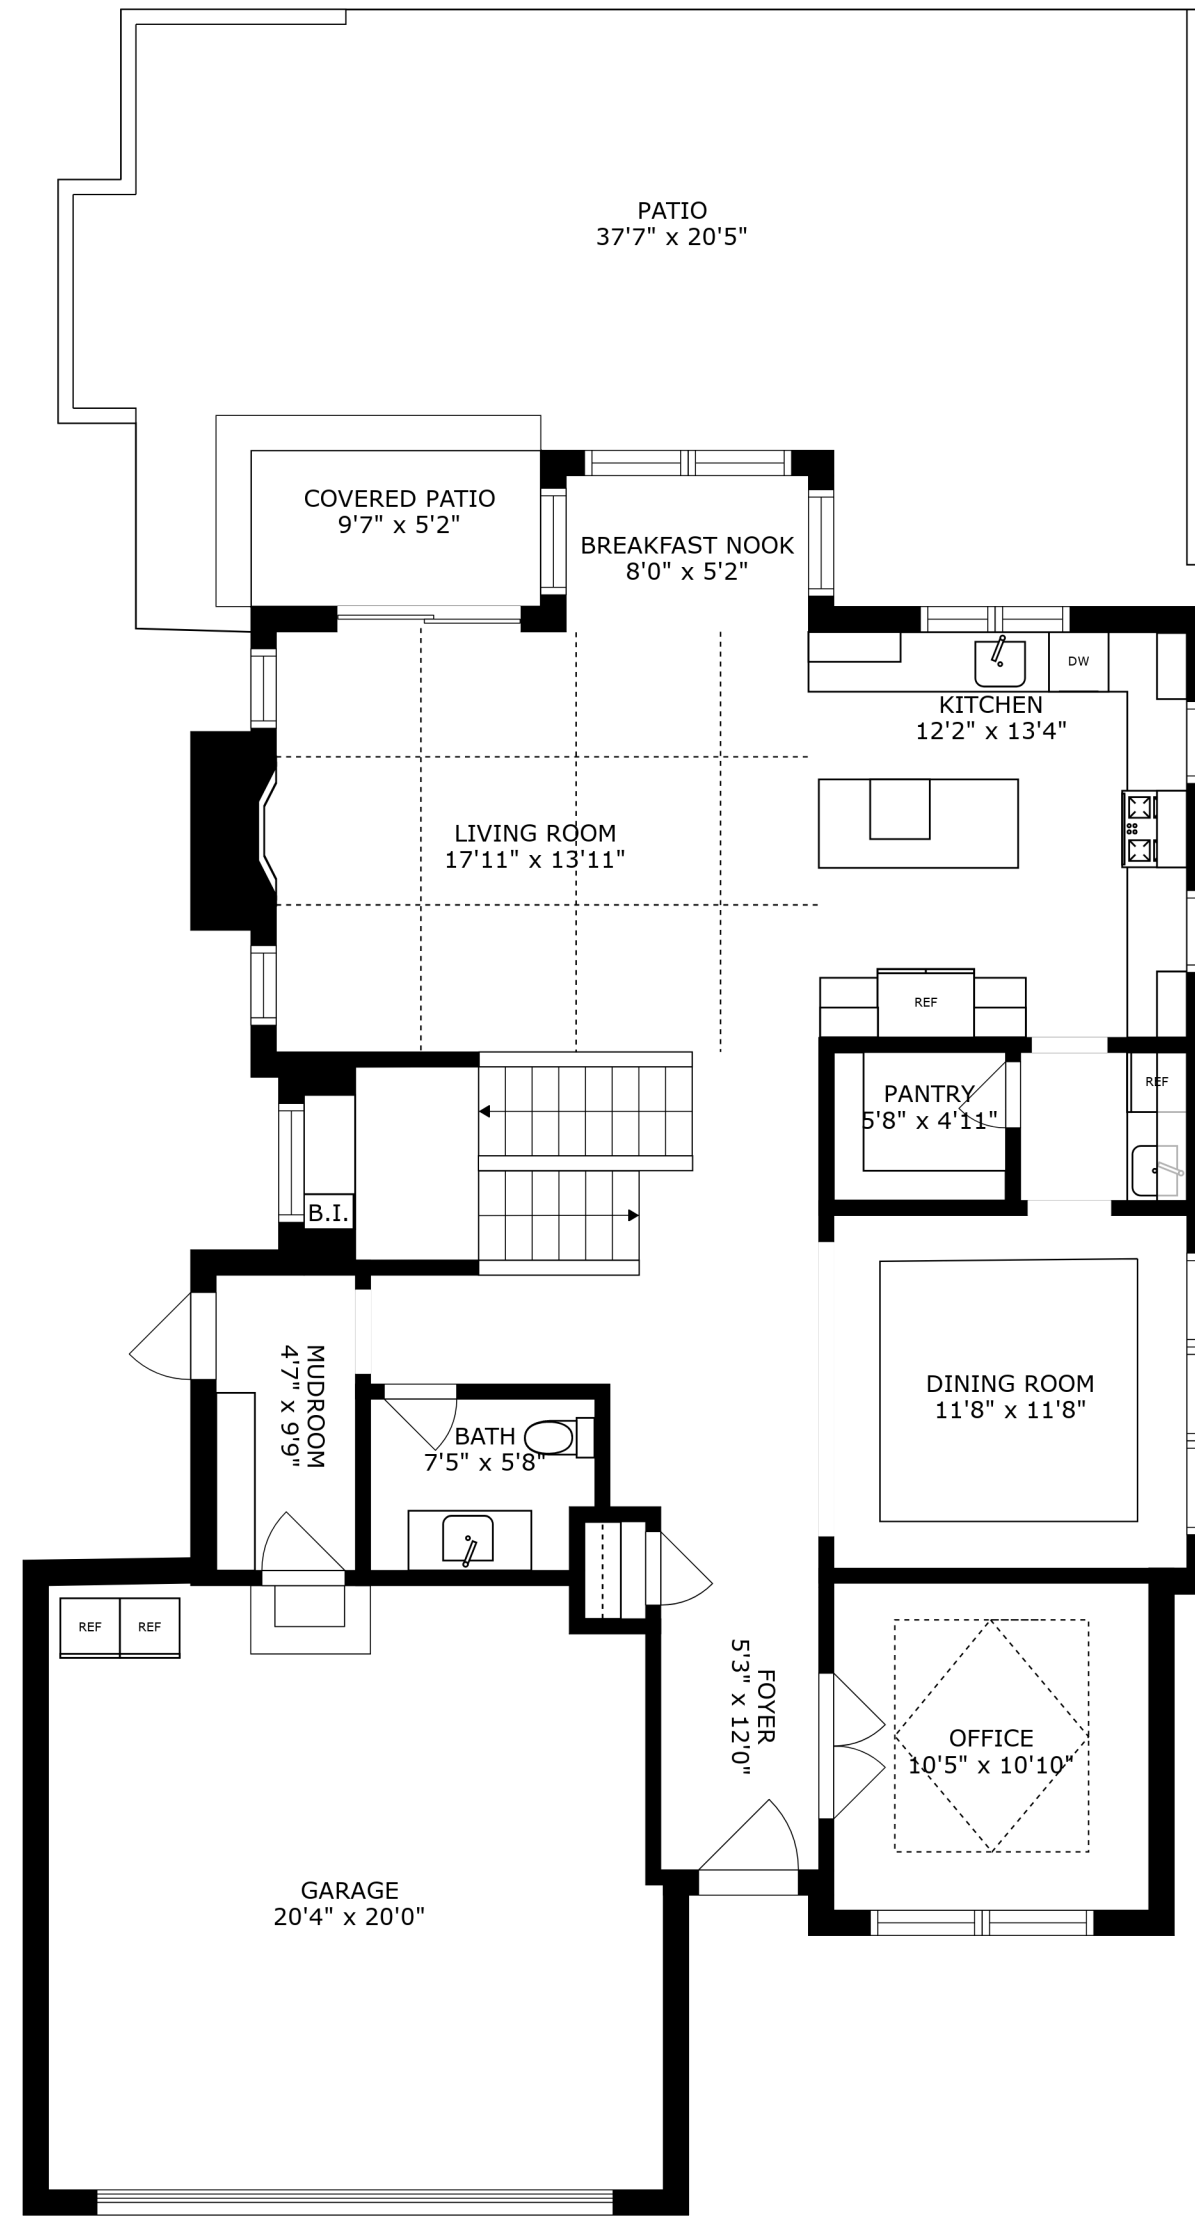 PATIO
37'7" x 20'5"
COVERED PATIO
9'7" x 5'2"
BREAKFAST NOOK
8'0" x 5'2"
DW
KITCHEN
12'2" x 13'4"
LIVING ROOM
17'11" x 13'11"
REF
PANTRY
5'8" x 4'11"
REF
B.I.
MUDROOM
4'7" x 9'9"
BATH
7'5" x 5'8"
DINING ROOM
11'8" x 11'8"
REF
REF
FOYER
5'3" x 12'0"
OFFICE
10'5" x 10'10"
GARAGE
20'4" x 20'0"